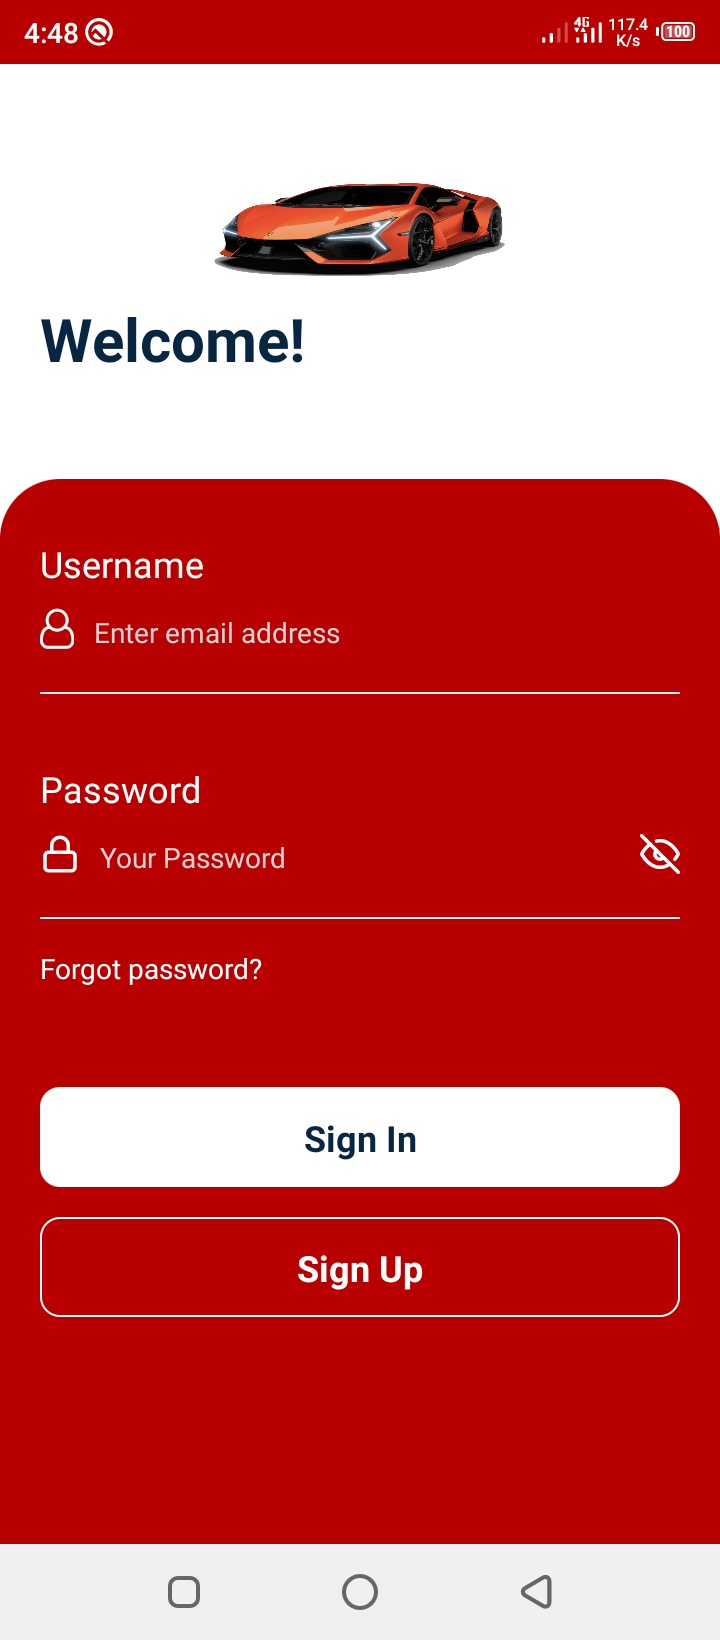 4:48
4G
117.4
K/s
100
Welcome!
Username
Enter email address
Password
Your Password
Forgot password?
Sign In
Sign Up